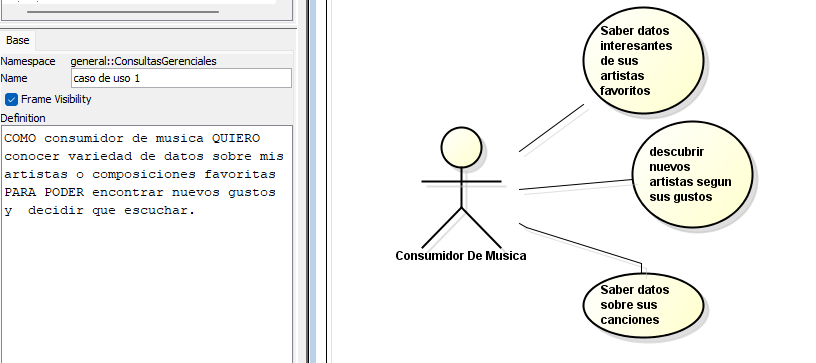 Base
Namespace general::ConsultasGerenciales
Name caso de uso 1
Frame Visibility
Definition
COMO consumidor de musica QUIERO
conocer variedad de datos sobre mis
artistas o composiciones favoritas
PARA PODER encontrar nuevos gustos
y  decidir que escuchar.
Saber datos
interesantes
de sus
artistas
favoritos
descubrir
nuevos
artistas segun
sus gustos
Consumidor De Musica
Saber datos
sobre sus
canciones